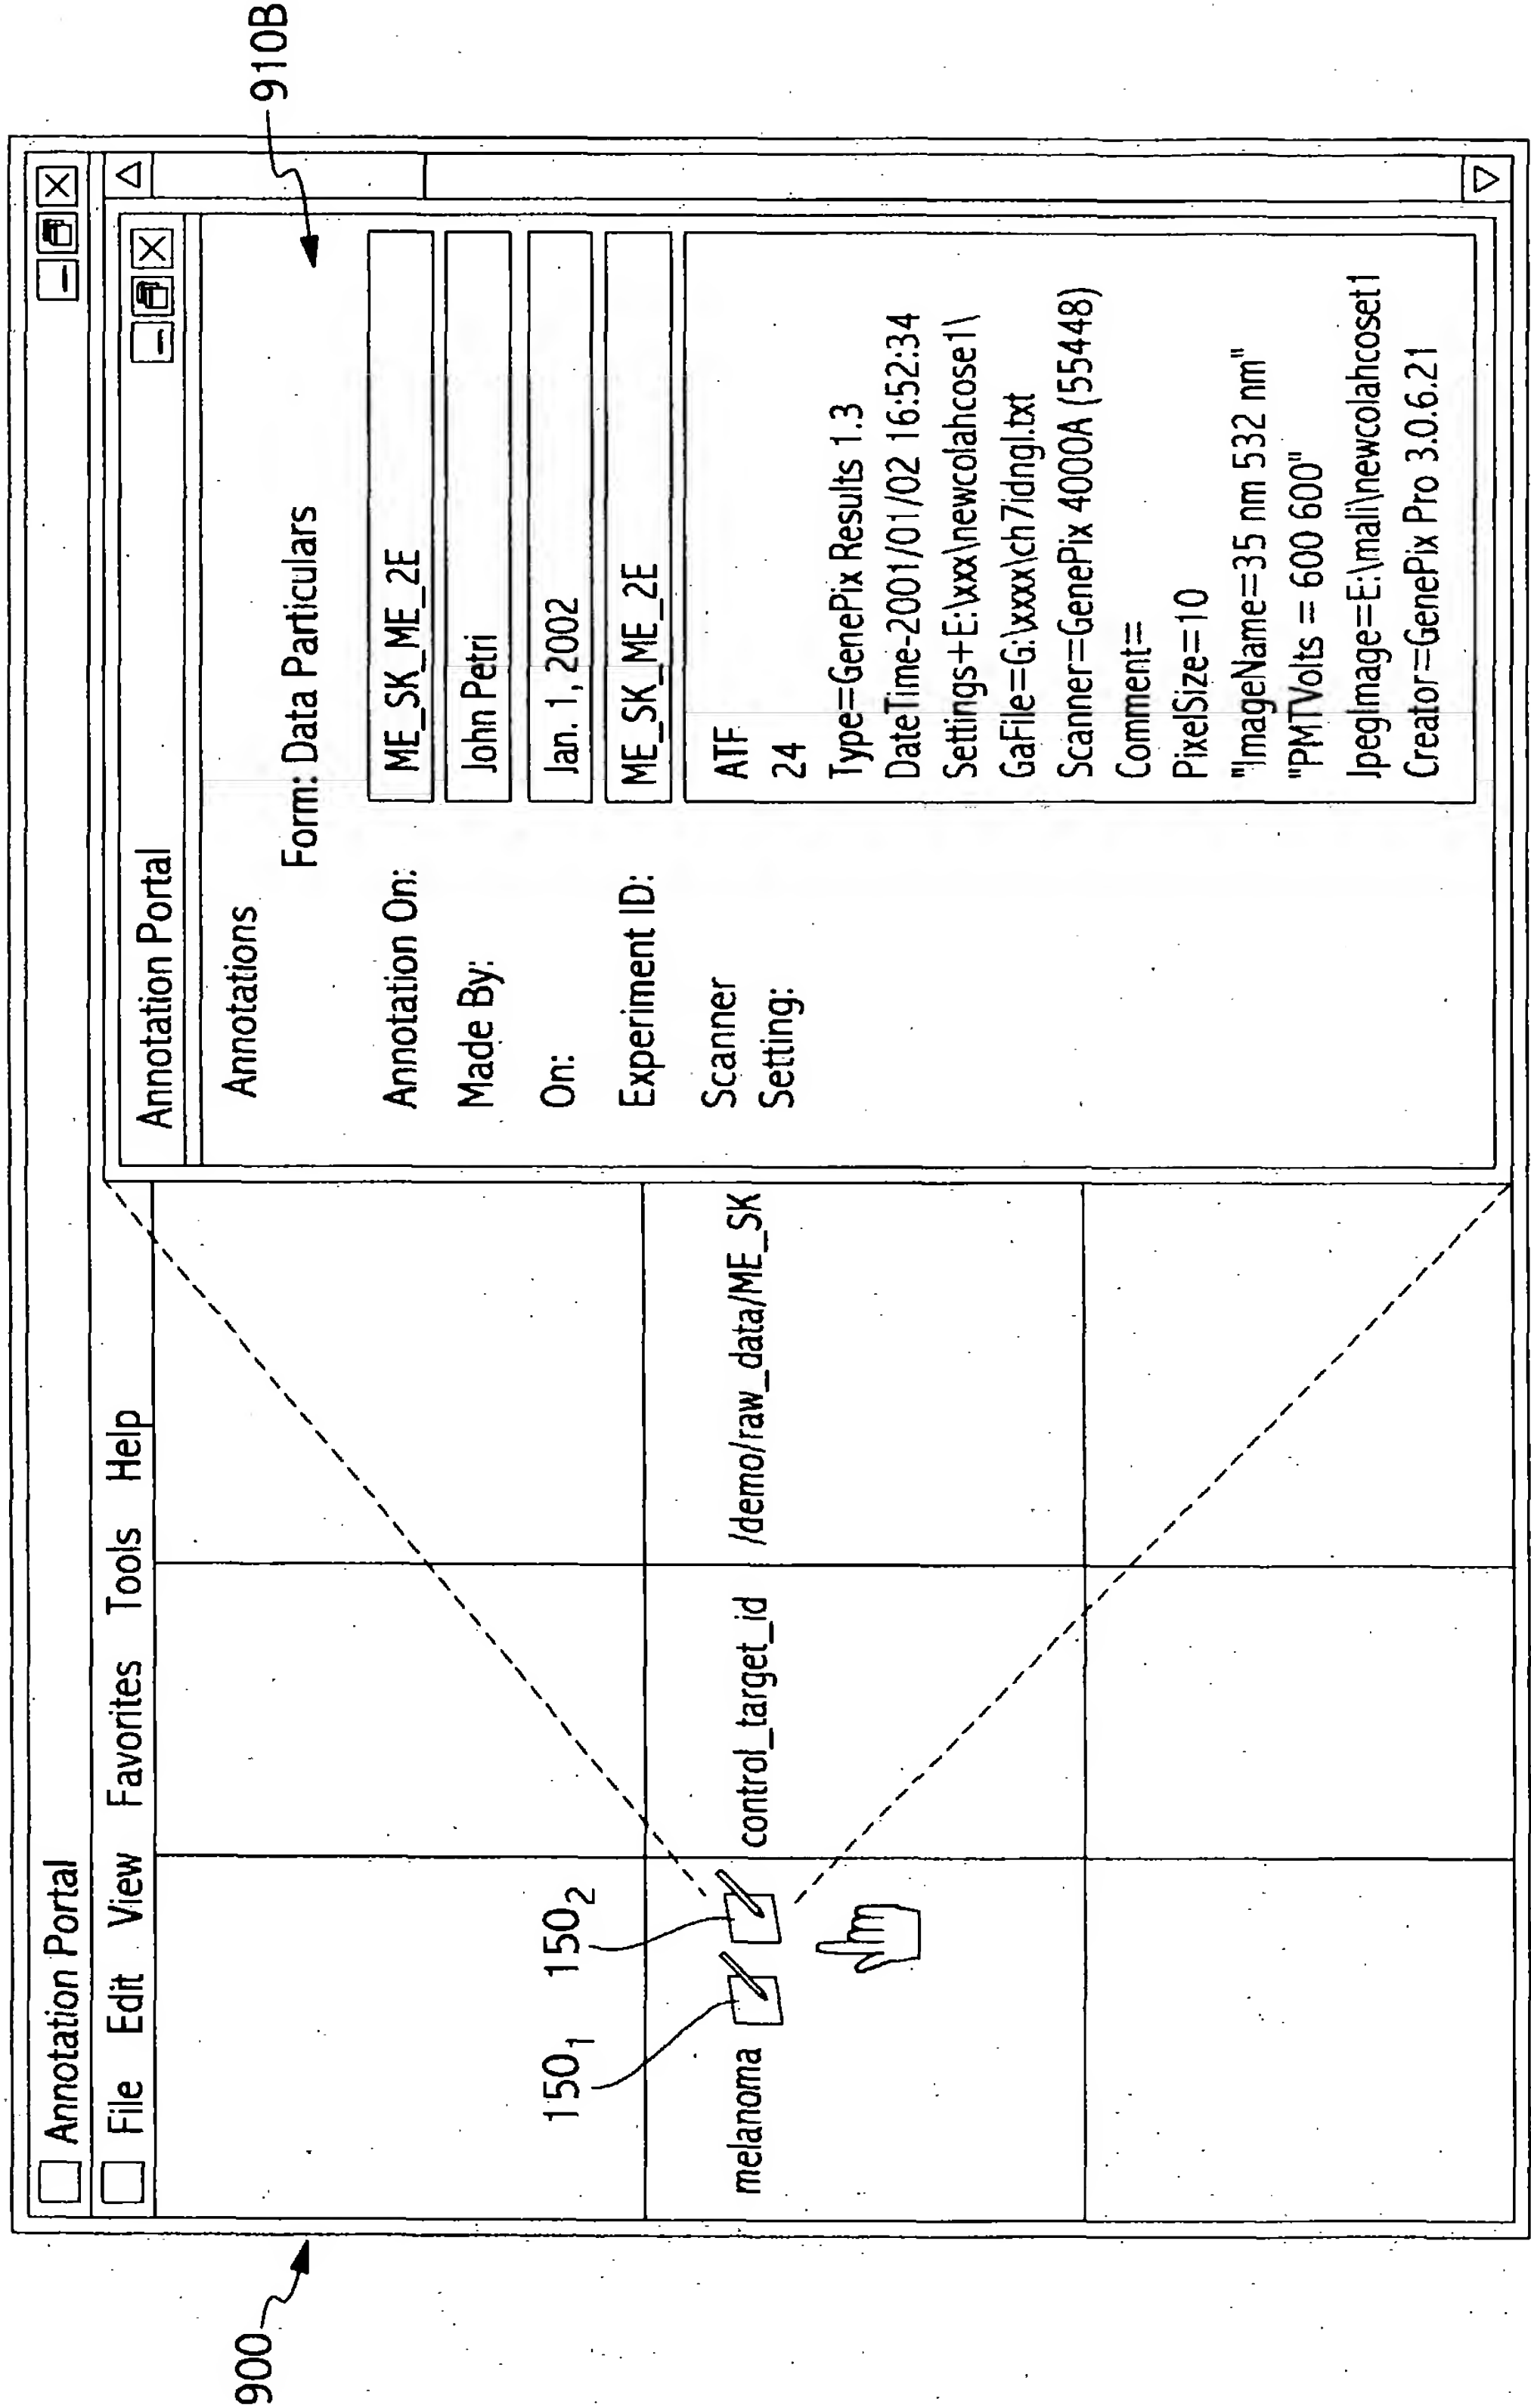 900
910B
Annotation Portal
File Edit View Favorites Tools Help
150₁ 150₂
melanoma control_target_id /demo/raw_data/ME_SK
Annotation Portal
Annotations
Form: Data Particulars
Annotation On: ME_SK_ME_2E
Made By: John Petri
On: Jan. 1, 2002
Experiment ID: ME_SK_ME_2E
Scanner
Setting:
ATF
24
Type=GenePix Results 1.3
DateTime-2001/01/02 16:52:34
Settings+E:\xxx\newcolahcose1\
GaFile=G:\xxxx\ch7idngl.txt
Scanner=GenePix 4000A (55448)
Comment=
PixelSize=10
"ImageName=35 nm 532 nm"
"PMTVolts = 600 600"
JpegImage=E:\mali\newcolahcoset1
Creator=GenePix Pro 3.0.6.21